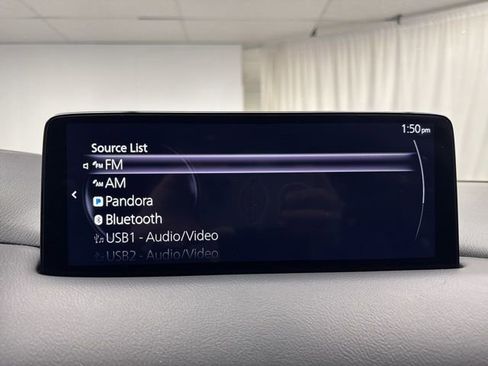 1:50pm
Source List
FM
AM
Pandora
Bluetooth
USB1 - Audio/Video
USB2 - Audio/Video